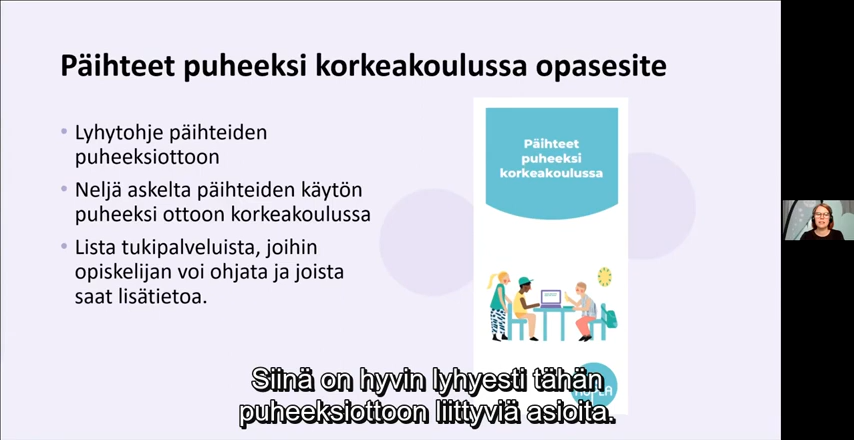 Päihteet puheeksi korkeakoulussa opasesite
• Lyhytohje päihteiden
puheeksiottoon
• Neljä askelta päihteiden käytön
puheeksi ottoon korkeakoulussa
• Lista tukipalveluista, joihin
opiskelijan voi ohjata ja joista
saat lisätietoa.
Päihteet
puheeksi
korkeakoulussa
Siinä on hyvin lyhyesti tähän
puheeksiottoon liittyviä asioita.